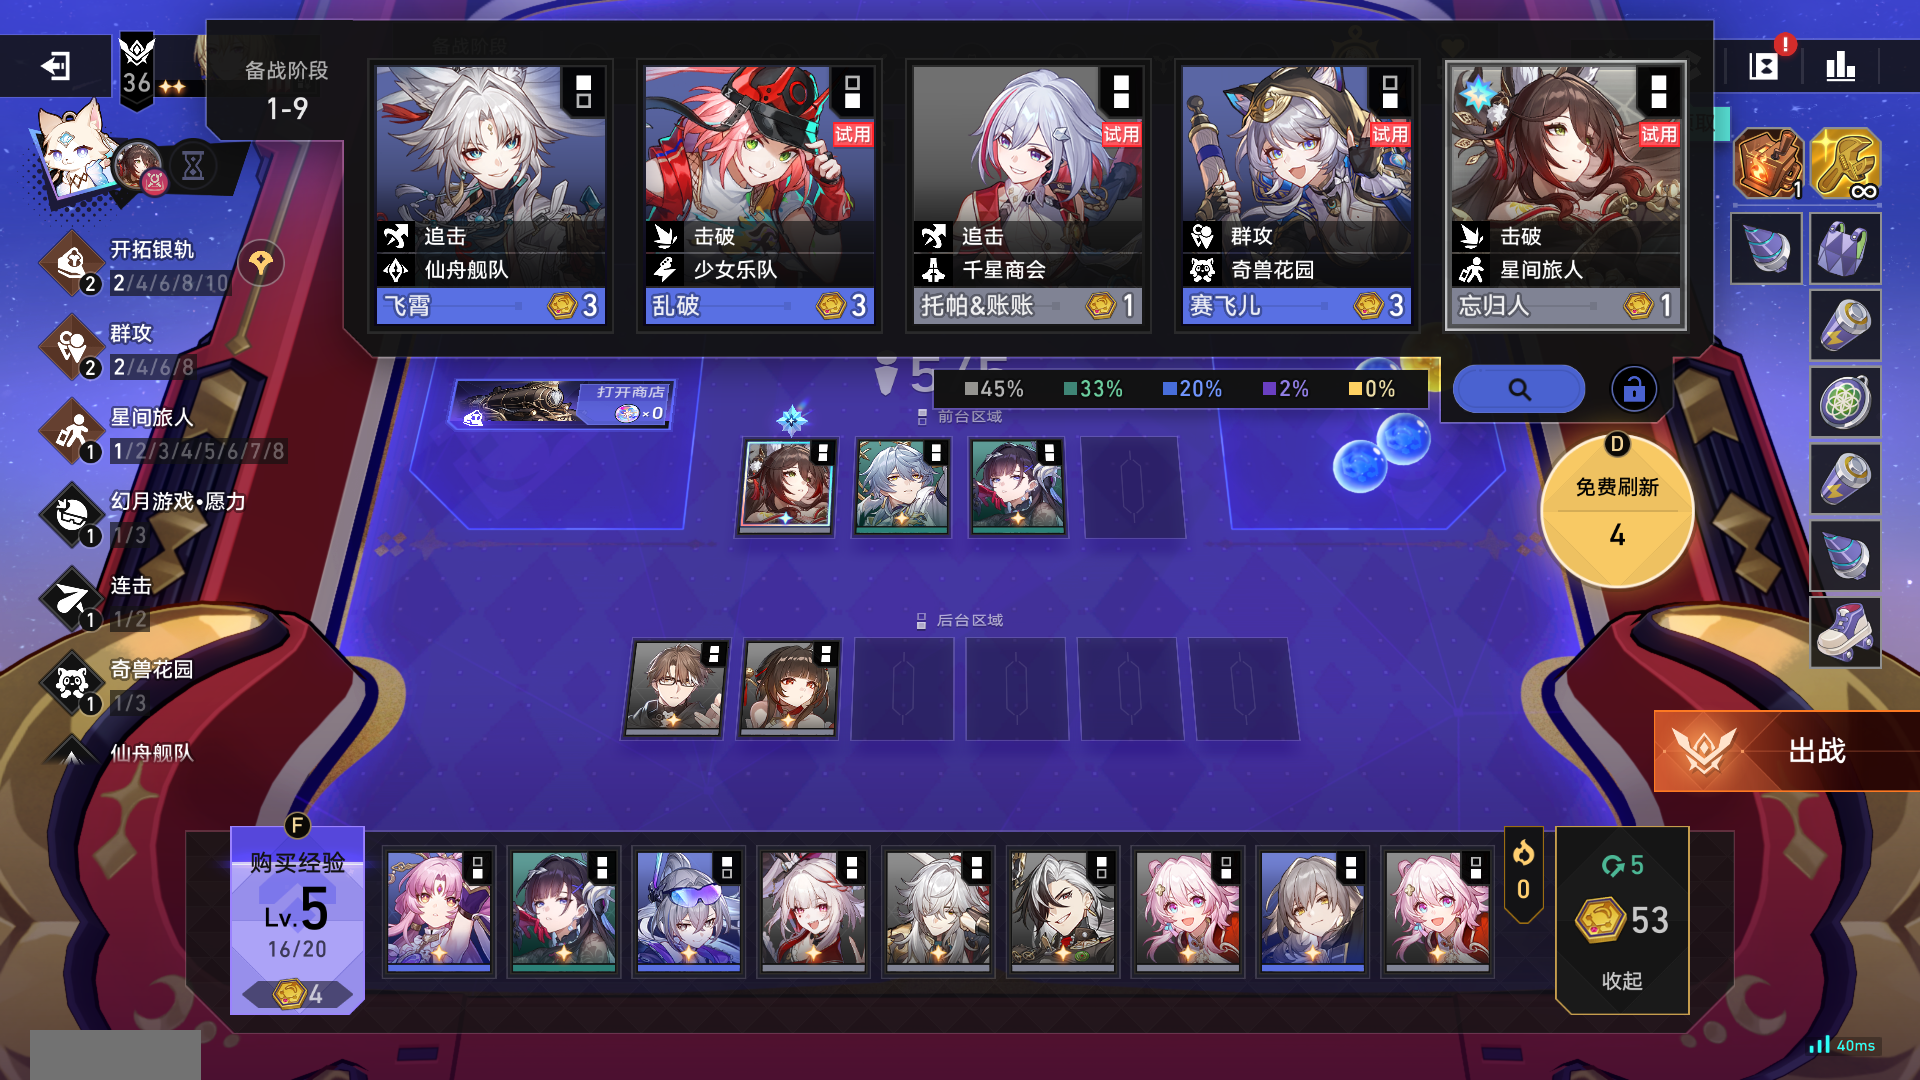 36
备战阶段
1-9
追击
仙舟舰队
飞霄
3
试用
击破
少女乐队
乱破
3
试用
追击
千星商会
托帕&账账
1
试用
群攻
奇兽花园
赛飞儿
3
试用
击破
星间旅人
忘归人
1
45%
33%
20%
2%
0%
1
∞
开拓银轨
2
2/4/6/8/10
群攻
2
2/4/6/8
星间旅人
1
1/2/3/4/5/6/7/8
幻月游戏•愿力
1
1/3
连击
1
1/2
奇兽花园
1
1/3
仙舟舰队
打开商店
×0
5/5
前台区域
后台区域
D
免费刷新
4
出战
F
购买经验
Lv.5
16/20
4
0
5
53
收起
40ms